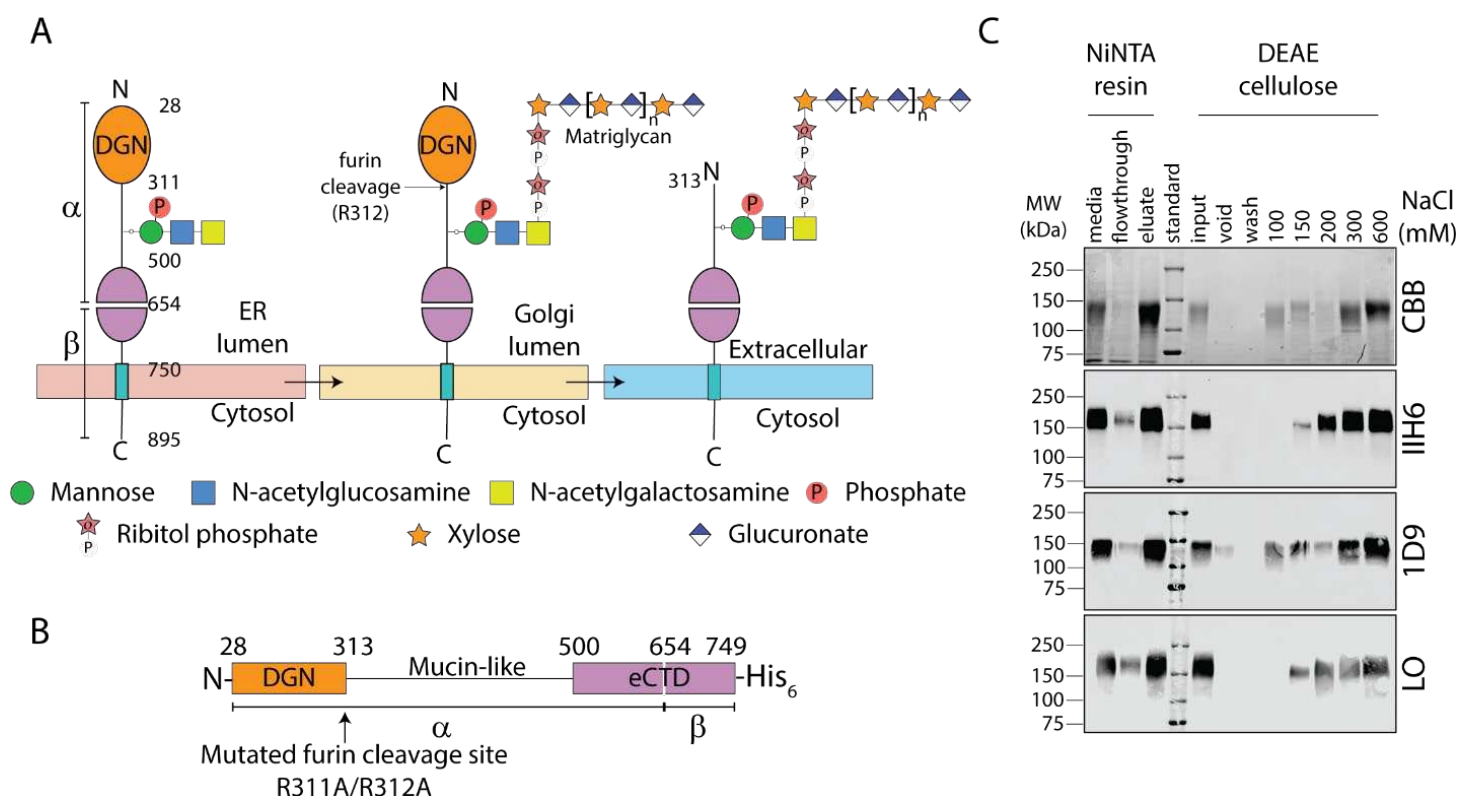 A
N
28
DGN
311
α
P
500
654
β
ER
lumen
750
Cytosol
895
C
N
DGN
furin
cleavage
(R312)
P
n
Matriglycan
o
P
o
P
Golgi
lumen
Cytosol
C
n
o
P
o
P
313
N
P
Extracellular
Cytosol
C
Mannose
N-acetylglucosamine
N-acetylgalactosamine
P
Phosphate
o
P
Ribitol phosphate
Xylose
Glucuronate
B
28 313 500 654 749
N- DGN Mucin-like eCTD -His6
α β
Mutated furin cleavage site
R311A/R312A
C
NiNTA
resin
DEAE
cellulose
MW
(kDa)
media
flowthrough
eluate
standard
input
void
wash
100
150
200
300
600
NaCl
(mM)
250
150
100
75
CBB
250
150
100
75
IIH6
250
150
100
75
1D9
250
150
100
75
LO